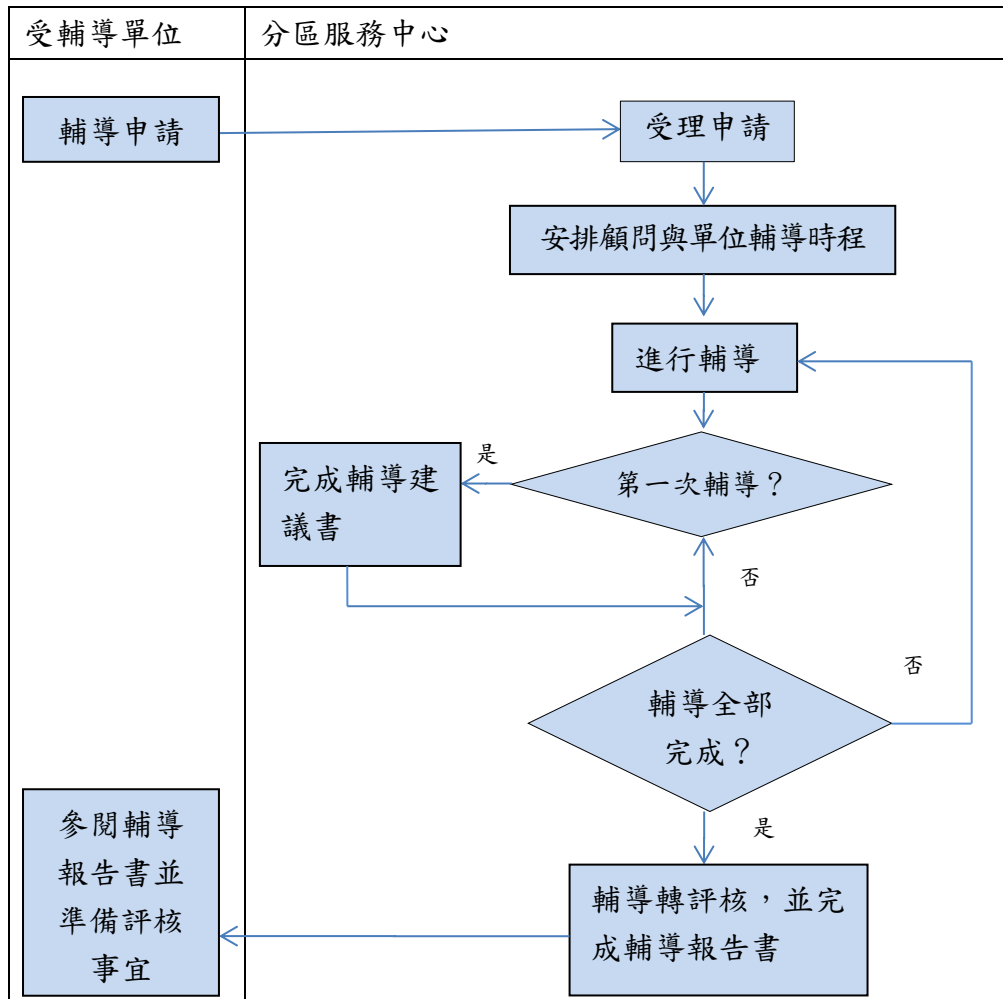 受輔導單位
分區服務中心
輔導申請
受理申請
安排顧問與單位輔導時程
進行輔導
第一次輔導？
是
完成輔導建
議書
否
輔導全部
完成？
否
是
輔導轉評核，並完
成輔導報告書
參閱輔導
報告書並
準備評核
事宜